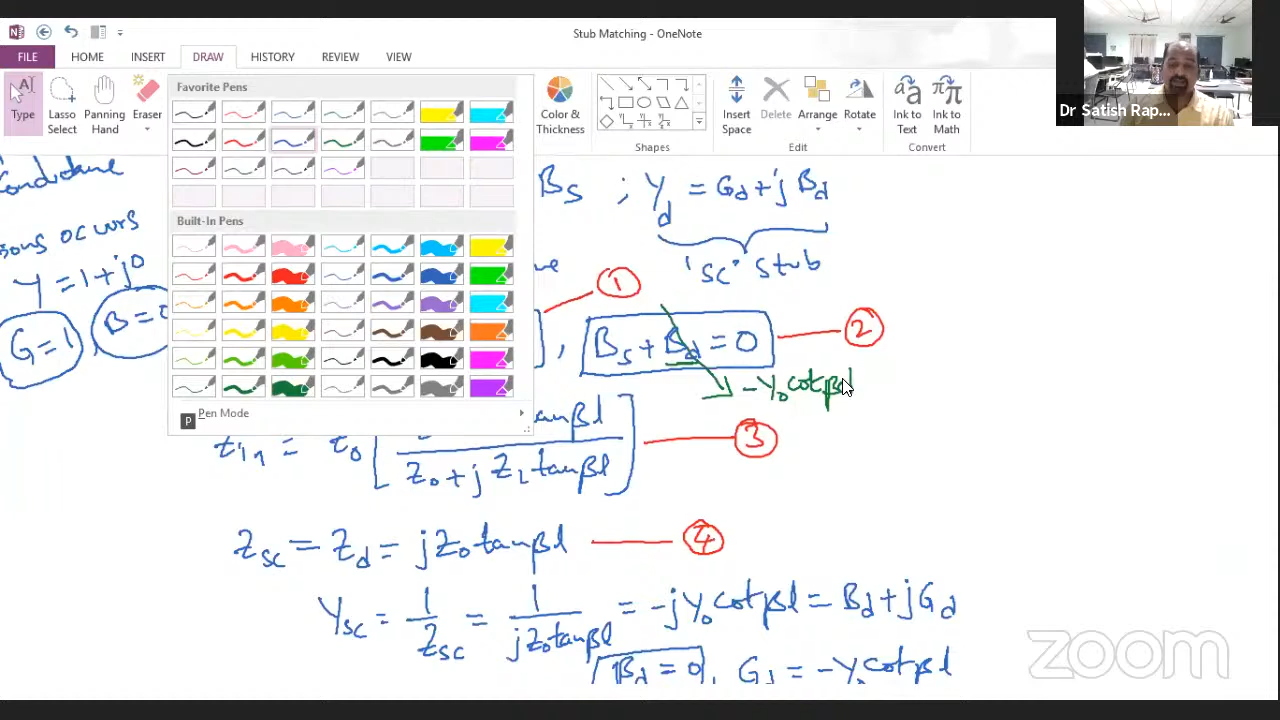 Stub Matching - OneNote
FILE HOME INSERT DRAW HISTORY REVIEW VIEW
Type
Lasso Select
Panning Hand
Eraser
Favorite Pens
Built-In Pens
Pen Mode
Color & Thickness
Shapes
Insert Space
Delete
Arrange
Rotate
Edit
Ink to Text
Ink to Math
Convert
Dr Satish Rap...
Bs ; Yd = Gd + j Bd
'sc' stub
occurs
Y = 1 + j0
G = 1
B = 0
①
, Bs + Bd = 0 ②
- Y₀ cot βl
Zin = Z₀ [ tan βl / Z₀ + j ZL tan βl ] ③
Zsc = Zd = j Z₀ tan βl ④
Ysc = 1/Zsc = 1/(j Z₀ tan βl) = -j Y₀ cot βl = Bd + j Gd
Bd = 0, Gd = -Y₀ cot βl
zoom